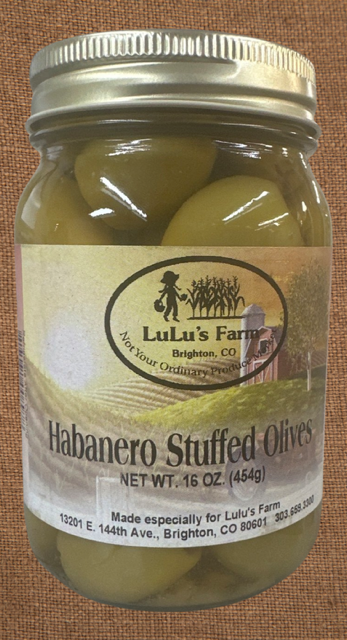 LuLu's Farm
Brighton, CO
Not Your Ordinary Produce
Habanero Stuffed Olives
NET WT. 16 OZ. (454g)
Made especially for Lulu's Farm
13201 E. 144th Ave., Brighton, CO 80601 303.659.3300